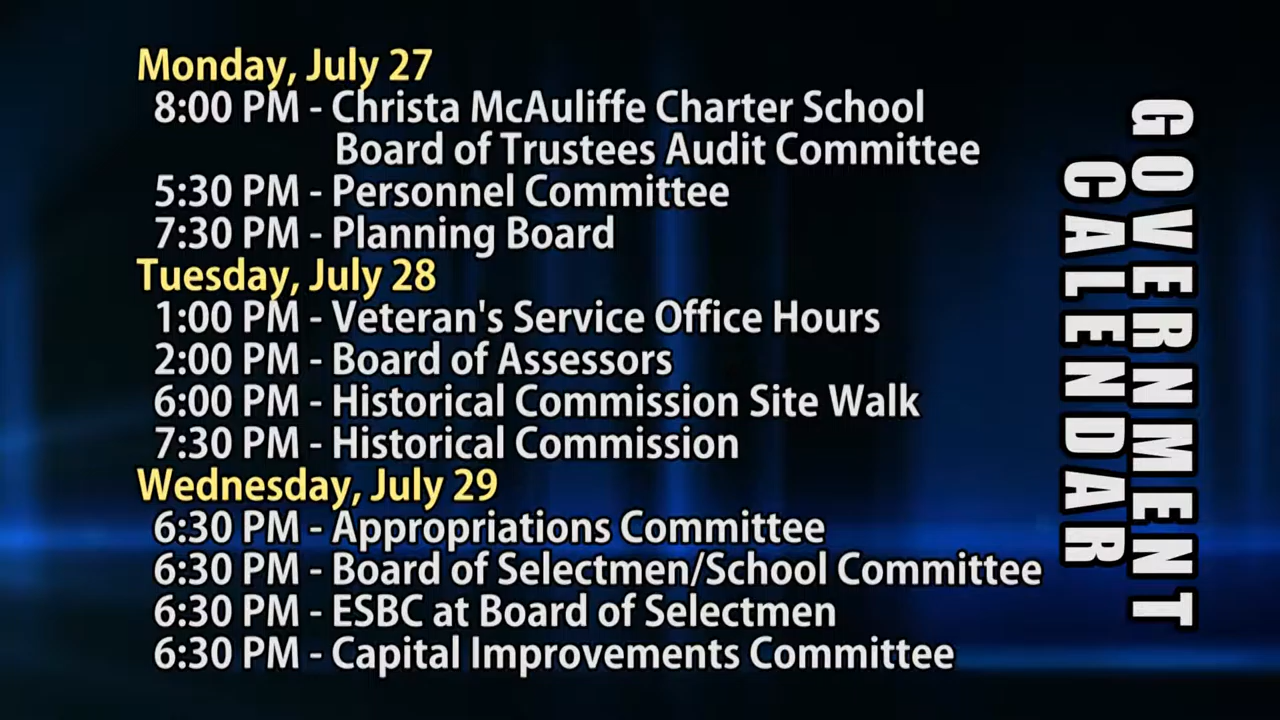 Monday, July 27
8:00 PM - Christa McAuliffe Charter School
Board of Trustees Audit Committee
5:30 PM - Personnel Committee
7:30 PM - Planning Board
Tuesday, July 28
1:00 PM - Veteran's Service Office Hours
2:00 PM - Board of Assessors
6:00 PM - Historical Commission Site Walk
7:30 PM - Historical Commission
Wednesday, July 29
6:30 PM - Appropriations Committee
6:30 PM - Board of Selectmen/School Committee
6:30 PM - ESBC at Board of Selectmen
6:30 PM - Capital Improvements Committee
GOVERNMENT
CALENDAR